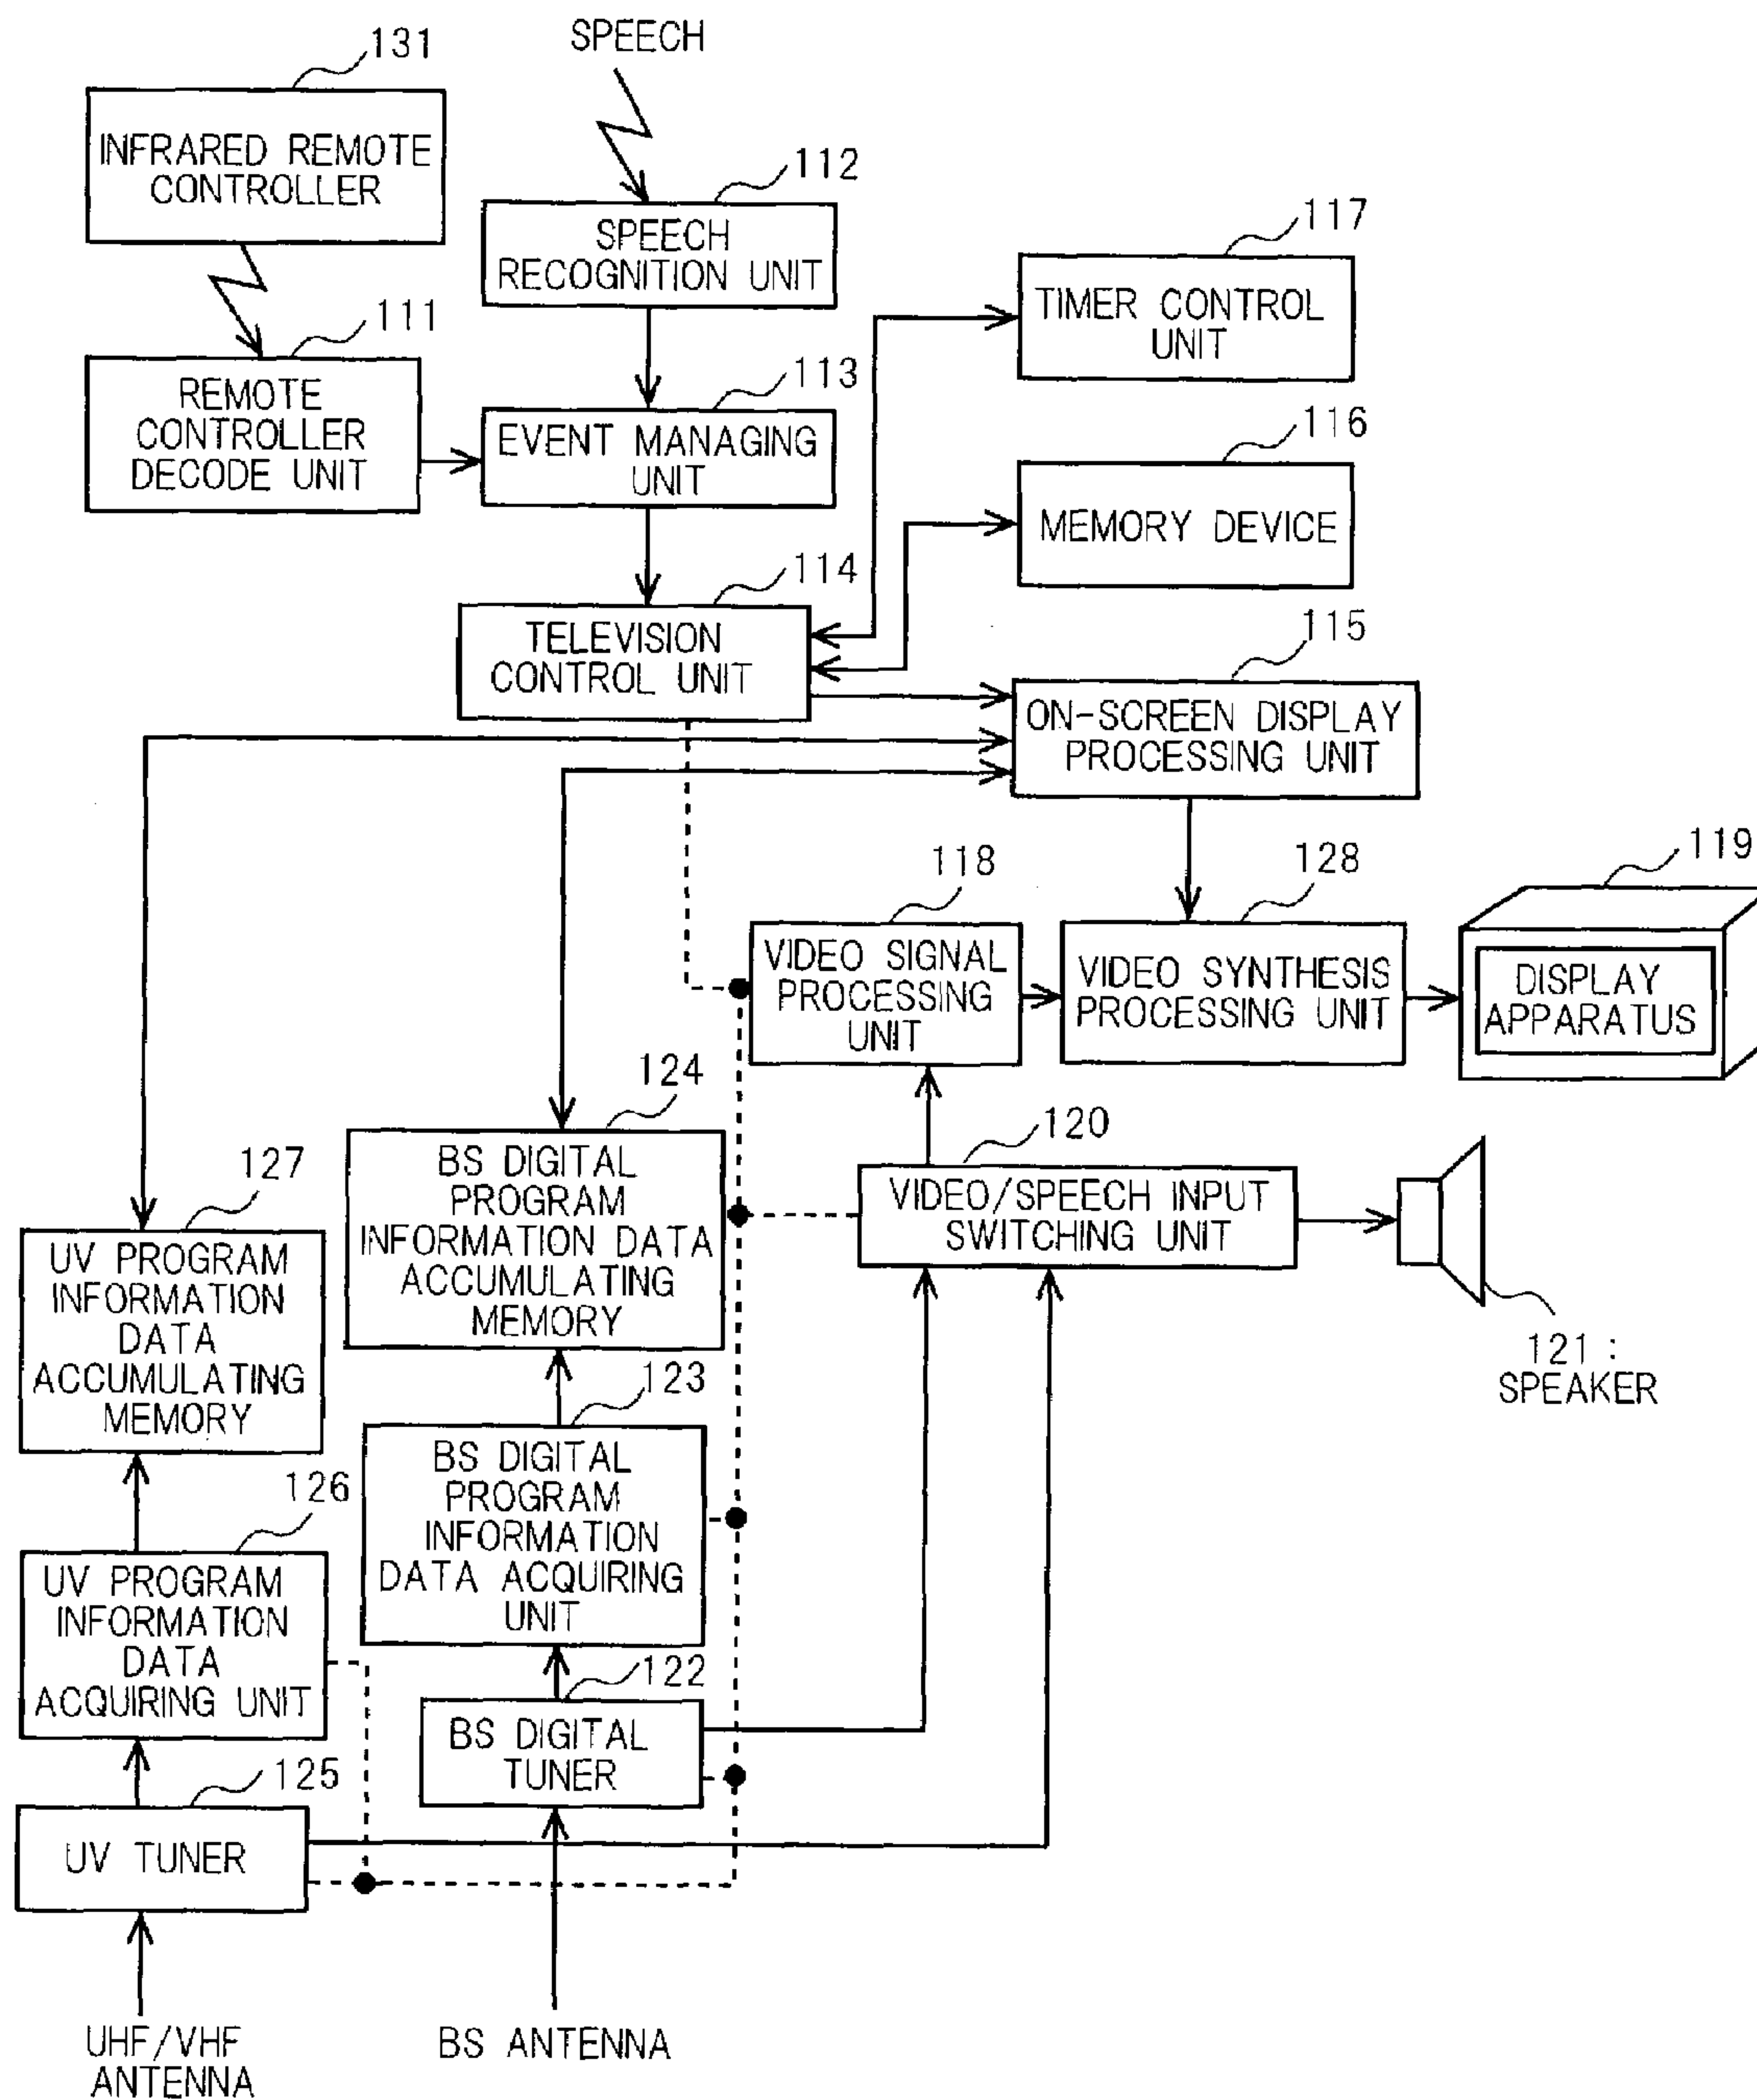 131
SPEECH
INFRARED REMOTE
CONTROLLER
112
SPEECH
RECOGNITION UNIT
117
TIMER CONTROL
UNIT
111
REMOTE
CONTROLLER
DECODE UNIT
113
EVENT MANAGING
UNIT
116
MEMORY DEVICE
114
TELEVISION
CONTROL UNIT
115
ON-SCREEN DISPLAY
PROCESSING UNIT
118
VIDEO SIGNAL
PROCESSING
UNIT
128
VIDEO SYNTHESIS
PROCESSING UNIT
119
DISPLAY
APPARATUS
124
BS DIGITAL
PROGRAM
INFORMATION DATA
ACCUMULATING
MEMORY
120
VIDEO/SPEECH INPUT
SWITCHING UNIT
121 :
SPEAKER
127
UV PROGRAM
INFORMATION
DATA
ACCUMULATING
MEMORY
123
BS DIGITAL
PROGRAM
INFORMATION
DATA ACQUIRING
UNIT
126
UV PROGRAM
INFORMATION
DATA
ACQUIRING UNIT
122
BS DIGITAL
TUNER
125
UV TUNER
UHF/VHF
ANTENNA
BS ANTENNA